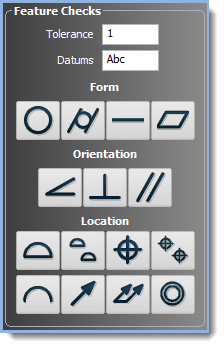 Feature Checks
Tolerance 1
Datums Abc
Form
Orientation
Location